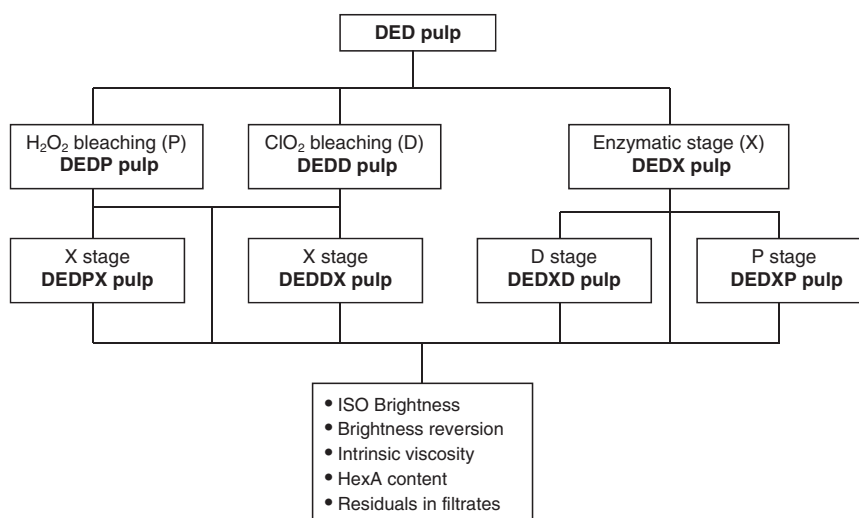 DED pulp
H₂O₂ bleaching (P)
DEDP pulp
ClO₂ bleaching (D)
DEDD pulp
Enzymatic stage (X)
DEDX pulp
X stage
DEDPX pulp
X stage
DEDDX pulp
D stage
DEDXD pulp
P stage
DEDXP pulp
• ISO Brightness
• Brightness reversion
• Intrinsic viscosity
• HexA content
• Residuals in filtrates